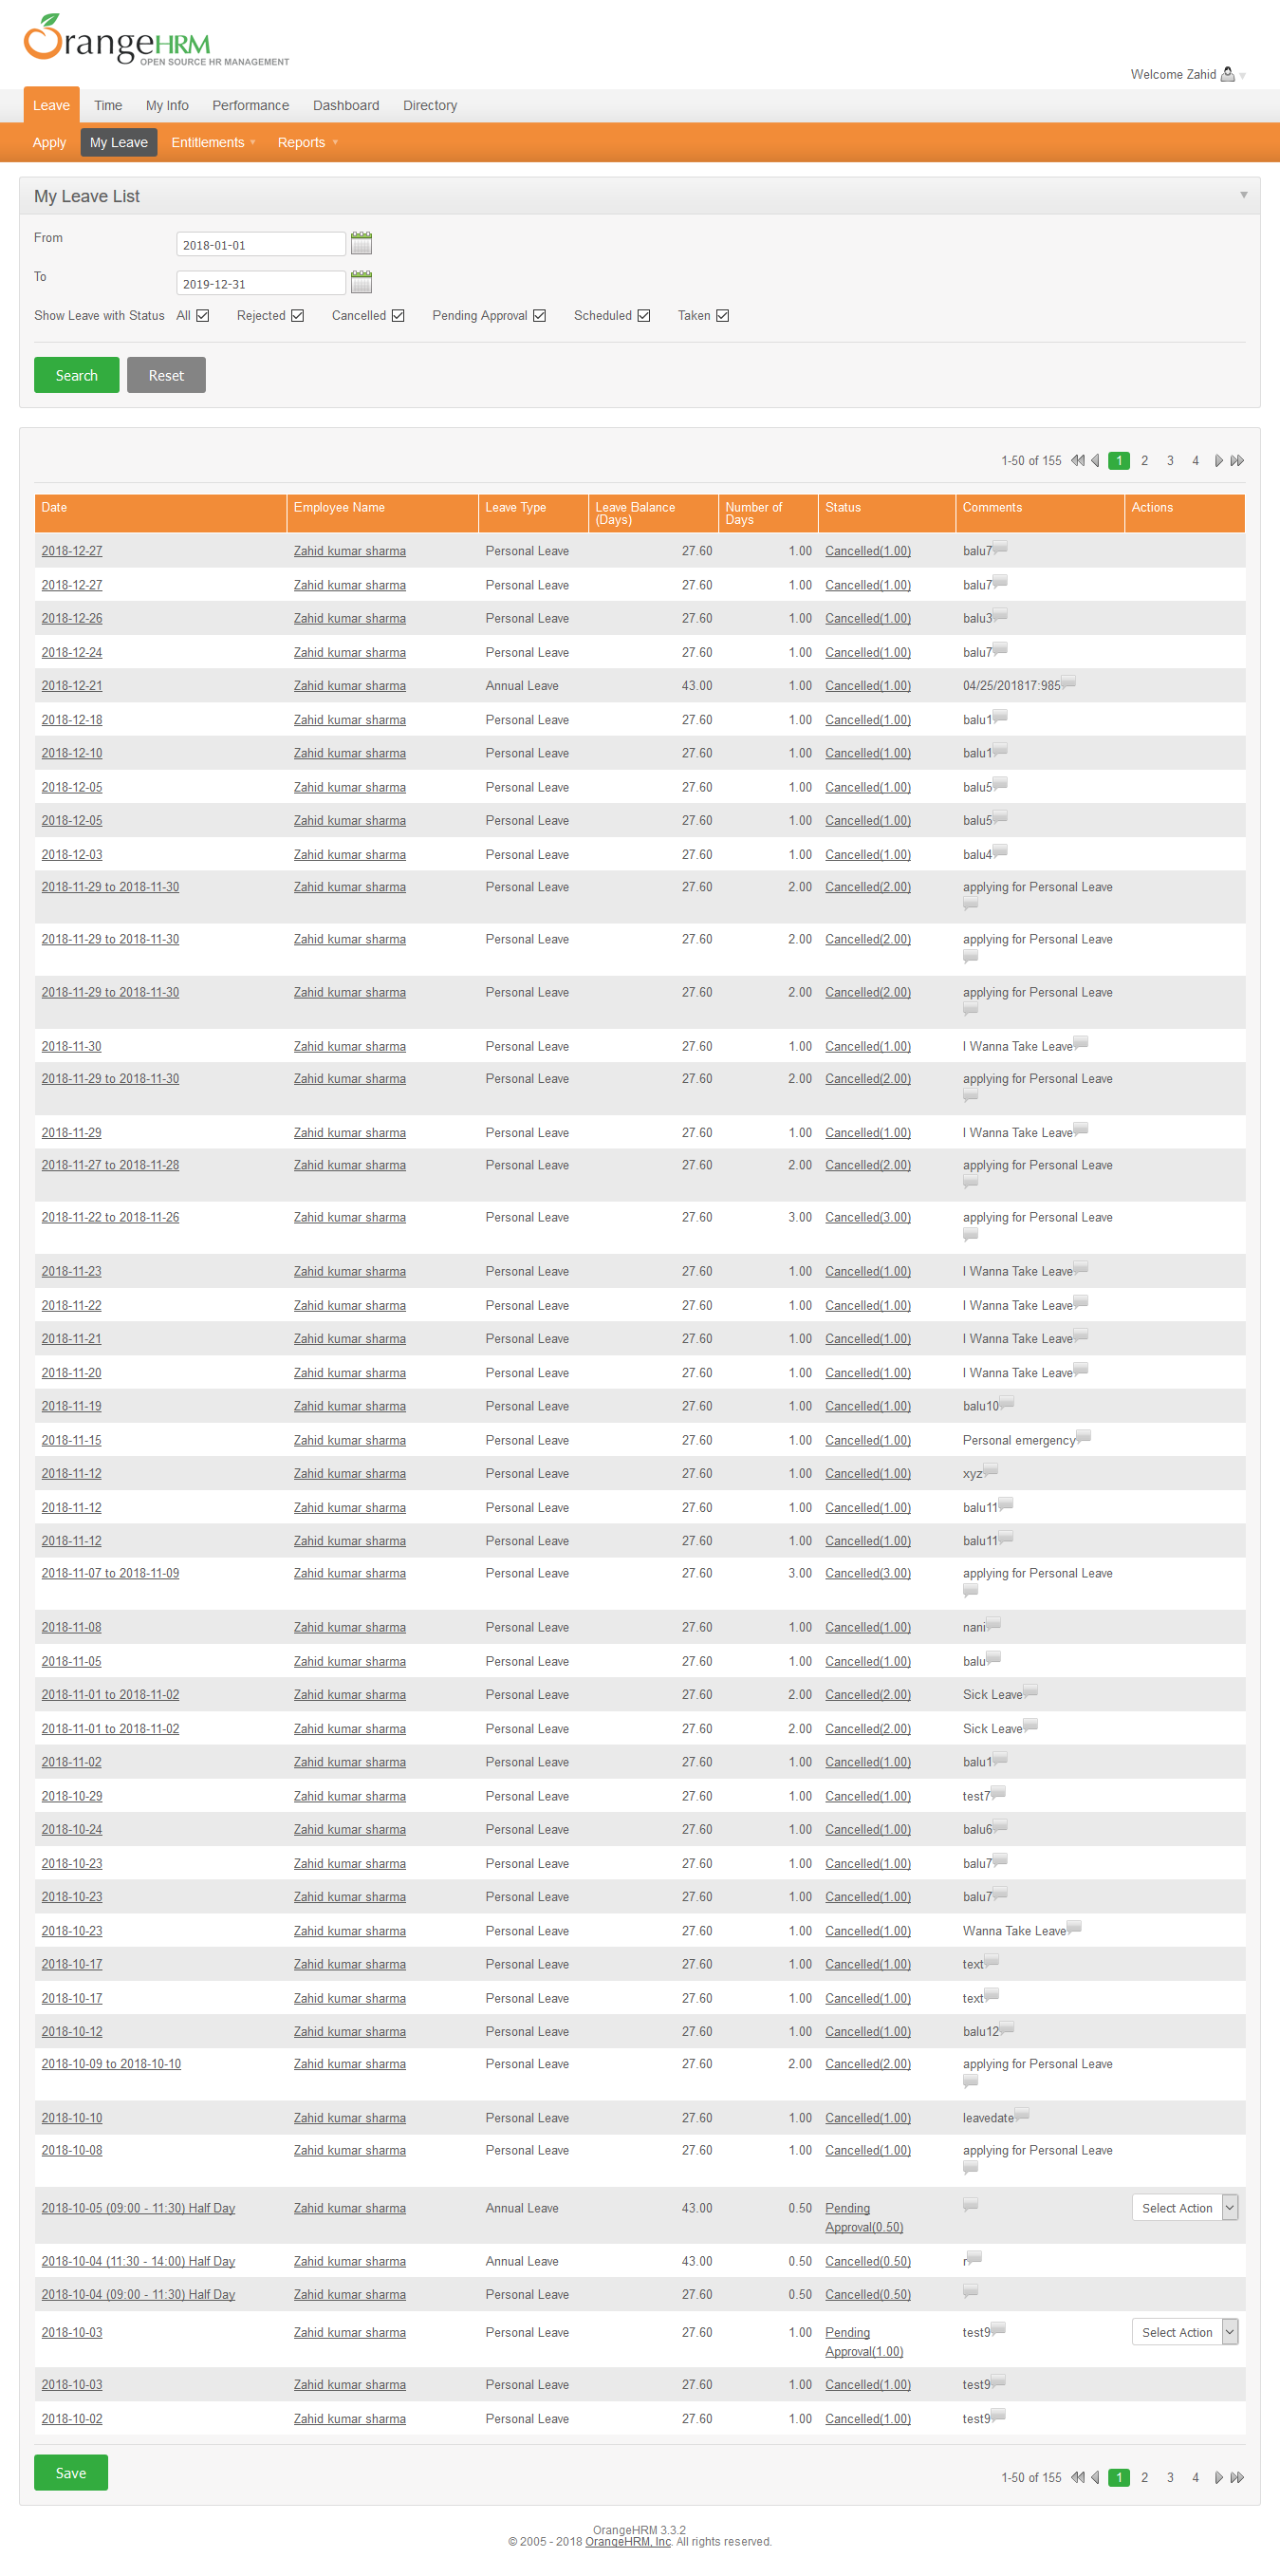 OrangeHRM
OPEN SOURCE HR MANAGEMENT
Welcome Zahid
Leave Time My Info Performance Dashboard Directory
Apply My Leave Entitlements Reports
My Leave List
From 2018-01-01
To 2019-12-31
Show Leave with Status All Rejected Cancelled Pending Approval Scheduled Taken
Search Reset
1-50 of 155 1 2 3 4
Date Employee Name Leave Type Leave Balance (Days) Number of Days Status Comments Actions
2018-12-27 Zahid kumar sharma Personal Leave 27.60 1.00 Cancelled(1.00) balu7
2018-12-27 Zahid kumar sharma Personal Leave 27.60 1.00 Cancelled(1.00) balu7
2018-12-26 Zahid kumar sharma Personal Leave 27.60 1.00 Cancelled(1.00) balu3
2018-12-24 Zahid kumar sharma Personal Leave 27.60 1.00 Cancelled(1.00) balu7
2018-12-21 Zahid kumar sharma Annual Leave 43.00 1.00 Cancelled(1.00) 04/25/201817:985
2018-12-18 Zahid kumar sharma Personal Leave 27.60 1.00 Cancelled(1.00) balu1
2018-12-10 Zahid kumar sharma Personal Leave 27.60 1.00 Cancelled(1.00) balu1
2018-12-05 Zahid kumar sharma Personal Leave 27.60 1.00 Cancelled(1.00) balu5
2018-12-05 Zahid kumar sharma Personal Leave 27.60 1.00 Cancelled(1.00) balu5
2018-12-03 Zahid kumar sharma Personal Leave 27.60 1.00 Cancelled(1.00) balu4
2018-11-29 to 2018-11-30 Zahid kumar sharma Personal Leave 27.60 2.00 Cancelled(2.00) applying for Personal Leave
2018-11-29 to 2018-11-30 Zahid kumar sharma Personal Leave 27.60 2.00 Cancelled(2.00) applying for Personal Leave
2018-11-29 to 2018-11-30 Zahid kumar sharma Personal Leave 27.60 2.00 Cancelled(2.00) applying for Personal Leave
2018-11-30 Zahid kumar sharma Personal Leave 27.60 1.00 Cancelled(1.00) I Wanna Take Leave
2018-11-29 to 2018-11-30 Zahid kumar sharma Personal Leave 27.60 2.00 Cancelled(2.00) applying for Personal Leave
2018-11-29 Zahid kumar sharma Personal Leave 27.60 1.00 Cancelled(1.00) I Wanna Take Leave
2018-11-27 to 2018-11-28 Zahid kumar sharma Personal Leave 27.60 2.00 Cancelled(2.00) applying for Personal Leave
2018-11-22 to 2018-11-26 Zahid kumar sharma Personal Leave 27.60 3.00 Cancelled(3.00) applying for Personal Leave
2018-11-23 Zahid kumar sharma Personal Leave 27.60 1.00 Cancelled(1.00) I Wanna Take Leave
2018-11-22 Zahid kumar sharma Personal Leave 27.60 1.00 Cancelled(1.00) I Wanna Take Leave
2018-11-21 Zahid kumar sharma Personal Leave 27.60 1.00 Cancelled(1.00) I Wanna Take Leave
2018-11-20 Zahid kumar sharma Personal Leave 27.60 1.00 Cancelled(1.00) I Wanna Take Leave
2018-11-19 Zahid kumar sharma Personal Leave 27.60 1.00 Cancelled(1.00) balu10
2018-11-15 Zahid kumar sharma Personal Leave 27.60 1.00 Cancelled(1.00) Personal emergency
2018-11-12 Zahid kumar sharma Personal Leave 27.60 1.00 Cancelled(1.00) xyz
2018-11-12 Zahid kumar sharma Personal Leave 27.60 1.00 Cancelled(1.00) balu11
2018-11-12 Zahid kumar sharma Personal Leave 27.60 1.00 Cancelled(1.00) balu11
2018-11-07 to 2018-11-09 Zahid kumar sharma Personal Leave 27.60 3.00 Cancelled(3.00) applying for Personal Leave
2018-11-08 Zahid kumar sharma Personal Leave 27.60 1.00 Cancelled(1.00) nani
2018-11-05 Zahid kumar sharma Personal Leave 27.60 1.00 Cancelled(1.00) balu
2018-11-01 to 2018-11-02 Zahid kumar sharma Personal Leave 27.60 2.00 Cancelled(2.00) Sick Leave
2018-11-01 to 2018-11-02 Zahid kumar sharma Personal Leave 27.60 2.00 Cancelled(2.00) Sick Leave
2018-11-02 Zahid kumar sharma Personal Leave 27.60 1.00 Cancelled(1.00) balu1
2018-10-29 Zahid kumar sharma Personal Leave 27.60 1.00 Cancelled(1.00) test7
2018-10-24 Zahid kumar sharma Personal Leave 27.60 1.00 Cancelled(1.00) balu6
2018-10-23 Zahid kumar sharma Personal Leave 27.60 1.00 Cancelled(1.00) balu7
2018-10-23 Zahid kumar sharma Personal Leave 27.60 1.00 Cancelled(1.00) balu7
2018-10-23 Zahid kumar sharma Personal Leave 27.60 1.00 Cancelled(1.00) Wanna Take Leave
2018-10-17 Zahid kumar sharma Personal Leave 27.60 1.00 Cancelled(1.00) text
2018-10-17 Zahid kumar sharma Personal Leave 27.60 1.00 Cancelled(1.00) text
2018-10-12 Zahid kumar sharma Personal Leave 27.60 1.00 Cancelled(1.00) balu12
2018-10-09 to 2018-10-10 Zahid kumar sharma Personal Leave 27.60 2.00 Cancelled(2.00) applying for Personal Leave
2018-10-10 Zahid kumar sharma Personal Leave 27.60 1.00 Cancelled(1.00) leavedate
2018-10-08 Zahid kumar sharma Personal Leave 27.60 1.00 Cancelled(1.00) applying for Personal Leave
2018-10-05 (09:00 - 11:30) Half Day Zahid kumar sharma Annual Leave 43.00 0.50 Pending Approval(0.50) Select Action
2018-10-04 (11:30 - 14:00) Half Day Zahid kumar sharma Annual Leave 43.00 0.50 Cancelled(0.50) r
2018-10-04 (09:00 - 11:30) Half Day Zahid kumar sharma Personal Leave 27.60 0.50 Cancelled(0.50)
2018-10-03 Zahid kumar sharma Personal Leave 27.60 1.00 Pending Approval(1.00) test9 Select Action
2018-10-03 Zahid kumar sharma Personal Leave 27.60 1.00 Cancelled(1.00) test9
2018-10-02 Zahid kumar sharma Personal Leave 27.60 1.00 Cancelled(1.00) test9
Save
1-50 of 155 1 2 3 4
OrangeHRM 3.3.2
© 2005 - 2018 OrangeHRM, Inc. All rights reserved.